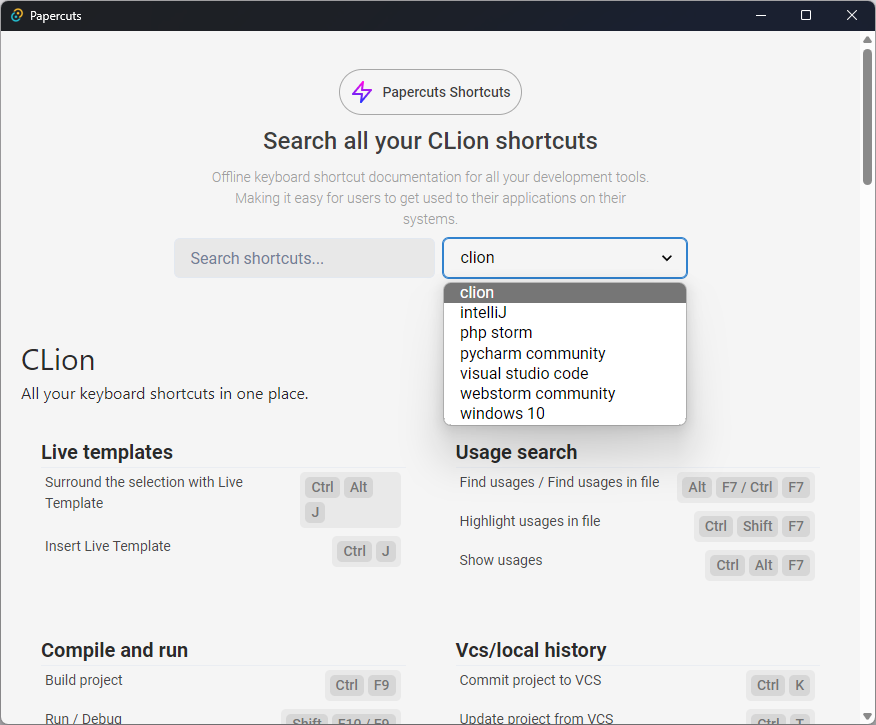 Papercuts
Papercuts Shortcuts
Search all your CLion shortcuts
Offline keyboard shortcut documentation for all your development tools.
Making it easy for users to get used to their applications on their
systems.
Search shortcuts...
clion
clion
intelliJ
php storm
pycharm community
visual studio code
webstorm community
windows 10
CLion
All your keyboard shortcuts in one place.
Live templates
Surround the selection with Live
Template
Ctrl Alt
J
Insert Live Template
Ctrl J
Usage search
Find usages / Find usages in file
Alt F7 / Ctrl F7
Highlight usages in file
Ctrl Shift F7
Show usages
Ctrl Alt F7
Compile and run
Build project
Ctrl F9
Run / Debug
Shift F10 / F9
Vcs/local history
Commit project to VCS
Ctrl K
Update project from VCS
Ctrl T